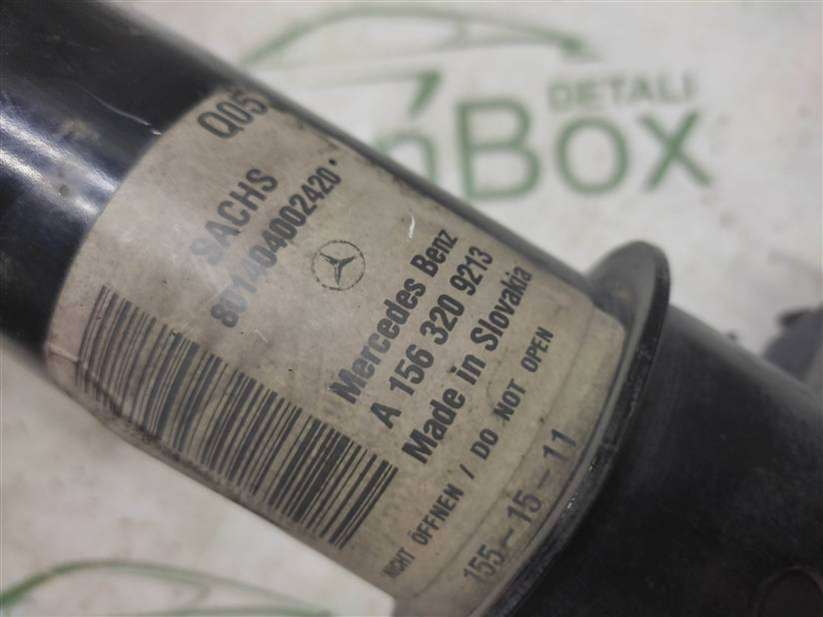 Q05
SACHS
801404002420
Mercedes Benz
A 156 320 9213
Made in Slovakia
NICHT ÖFFNEN / DO NOT OPEN
155-15-11
DETALI
Box